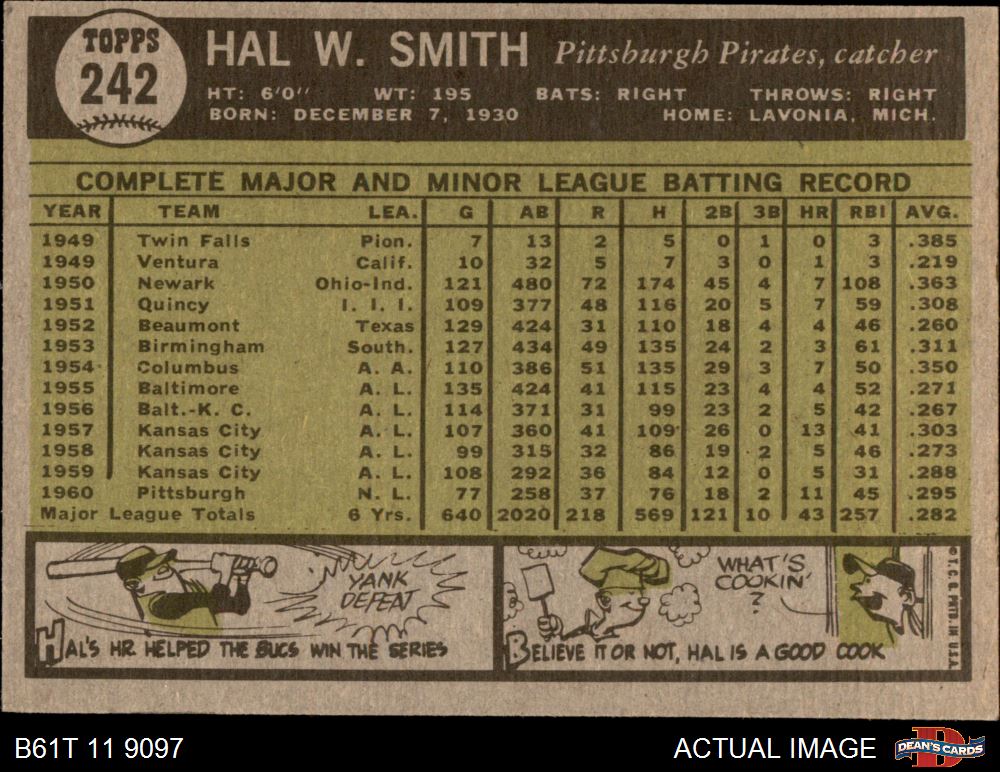 TOPPS
242
HAL W. SMITH Pittsburgh Pirates, catcher
HT: 6'0" WT: 195 BATS: RIGHT THROWS: RIGHT
BORN: DECEMBER 7, 1930 HOME: LAVONIA, MICH.
COMPLETE MAJOR AND MINOR LEAGUE BATTING RECORD
YEAR TEAM LEA. G AB R H 2B 3B HR RBI AVG.
1949 Twin Falls Pion. 7 13 2 5 0 1 0 3 .385
1949 Ventura Calif. 10 32 5 7 3 0 1 3 .219
1950 Newark Ohio-Ind. 121 480 72 174 45 4 7 108 .363
1951 Quincy I. I. I. 109 377 48 116 20 5 7 59 .308
1952 Beaumont Texas 129 424 31 110 18 4 4 46 .260
1953 Birmingham South. 127 434 49 135 24 2 3 61 .311
1954 Columbus A. A. 110 386 51 135 29 3 7 50 .350
1955 Baltimore A. L. 135 424 41 115 23 4 4 52 .271
1956 Balt.-K. C. A. L. 114 371 31 99 23 2 5 42 .267
1957 Kansas City A. L. 107 360 41 109 26 0 13 41 .303
1958 Kansas City A. L. 99 315 32 86 19 2 5 46 .273
1959 Kansas City A. L. 108 292 36 84 12 0 5 31 .288
1960 Pittsburgh N. L. 77 258 37 76 18 2 11 45 .295
Major League Totals 6 Yrs. 640 2020 218 569 121 10 43 257 .282
YANK
DEFEAT
HAL'S HR HELPED THE BUCS WIN THE SERIES
WHAT'S
COOKIN'
?
BELIEVE IT OR NOT, HAL IS A GOOD COOK
© T. C. G. PRTD. IN U.S.A.
B61T 11 9097
ACTUAL IMAGE
D
DEAN'S CARDS